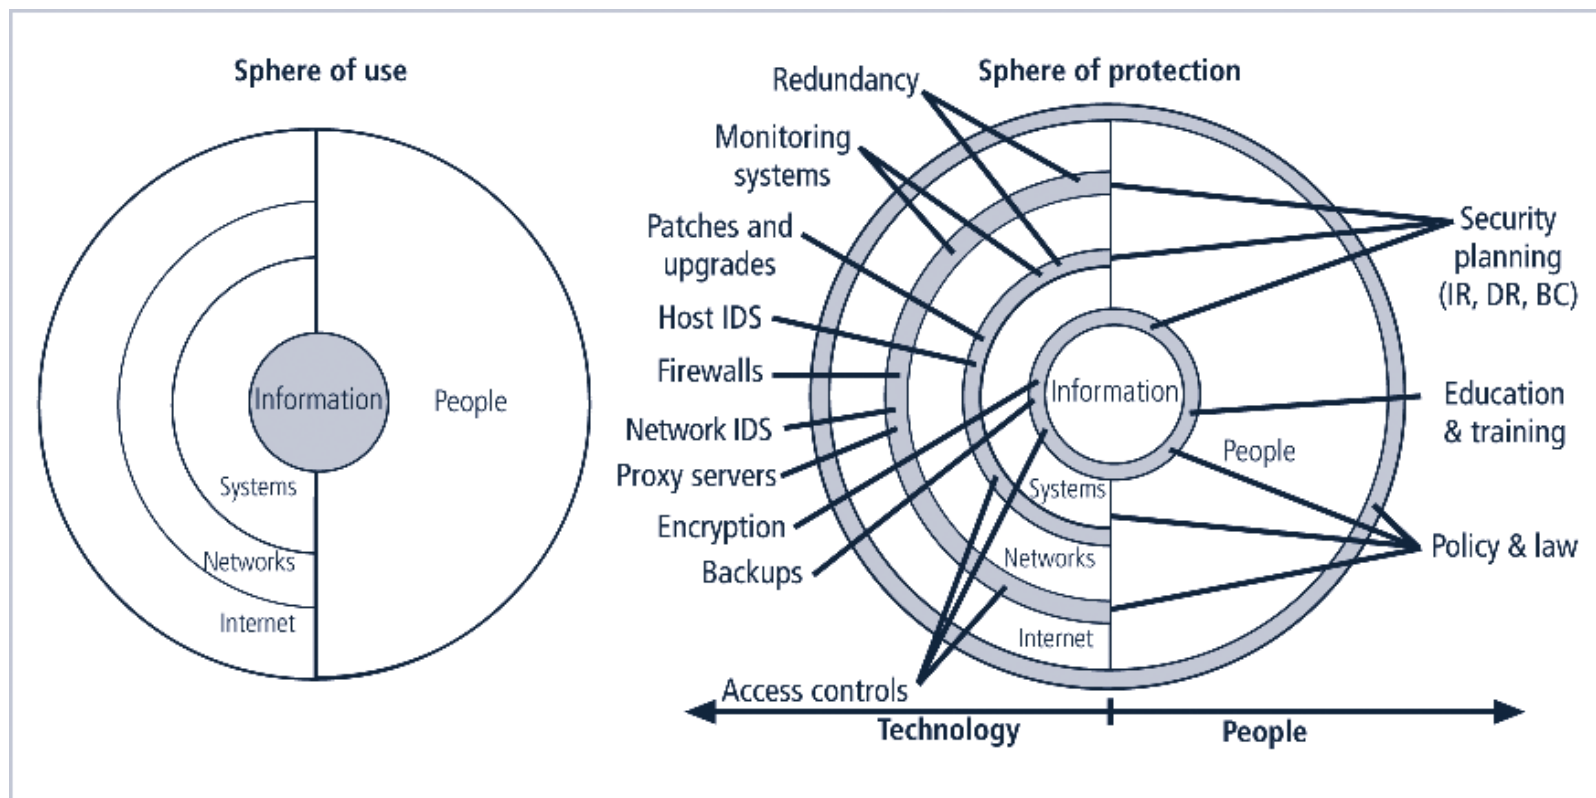 Sphere of use
Information
People
Systems
Networks
Internet
Sphere of protection
Redundancy
Monitoring
systems
Patches and
upgrades
Host IDS
Firewalls
Network IDS
Proxy servers
Encryption
Backups
Access controls
Information
People
Systems
Networks
Internet
Security
planning
(IR, DR, BC)
Education
& training
Policy & law
Technology
People